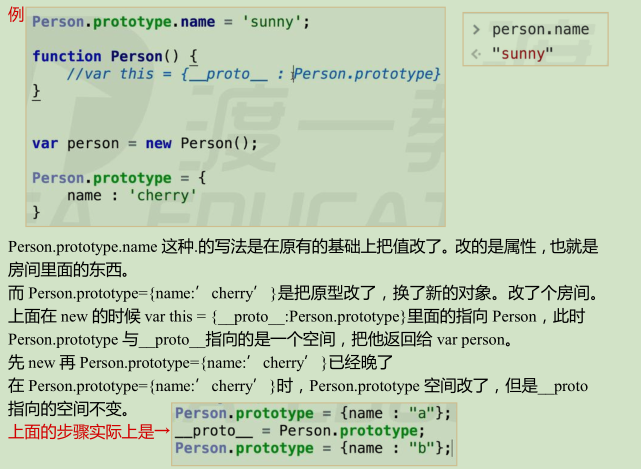 例
Person.prototype.name = 'sunny';
function Person() {
//var this = {__proto__ : Person.prototype}
}
var person = new Person();
Person.prototype = {
name : 'cherry'
}
> person.name
"sunny"
渡一教
EDUCATE
Person.prototype.name 这种.的写法是在原有的基础上把值改了。改的是属性，也就是
房间里面的东西。
而 Person.prototype={name:’cherry’}是把原型改了，换了新的对象。改了个房间。
上面在 new 的时候 var this = {__proto__:Person.prototype}里面的指向 Person，此时
Person.prototype 与__proto__指向的是一个空间，把他返回给 var person。
先 new 再 Person.prototype={name:’cherry’}已经晚了
在 Person.prototype={name:’cherry’}时，Person.prototype 空间改了，但是__proto
指向的空间不变。
上面的步骤实际上是→
Person.prototype = {name : "a"};
__proto__ = Person.prototype;
Person.prototype = {name : "b"};